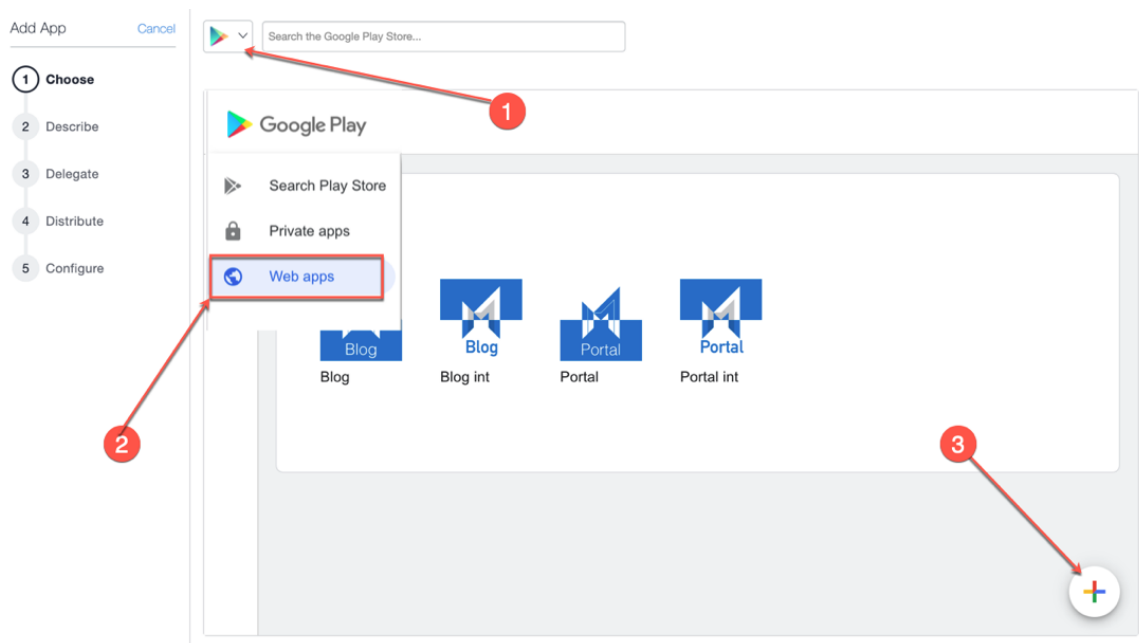 Add App Cancel
Search the Google Play Store...
1 Choose
1
2 Describe
Google Play
3 Delegate
Search Play Store
4 Distribute
Private apps
5 Configure
Web apps
Blog
Blog
Portal
Portal
Blog
Blog int
Portal
Portal int
2
3